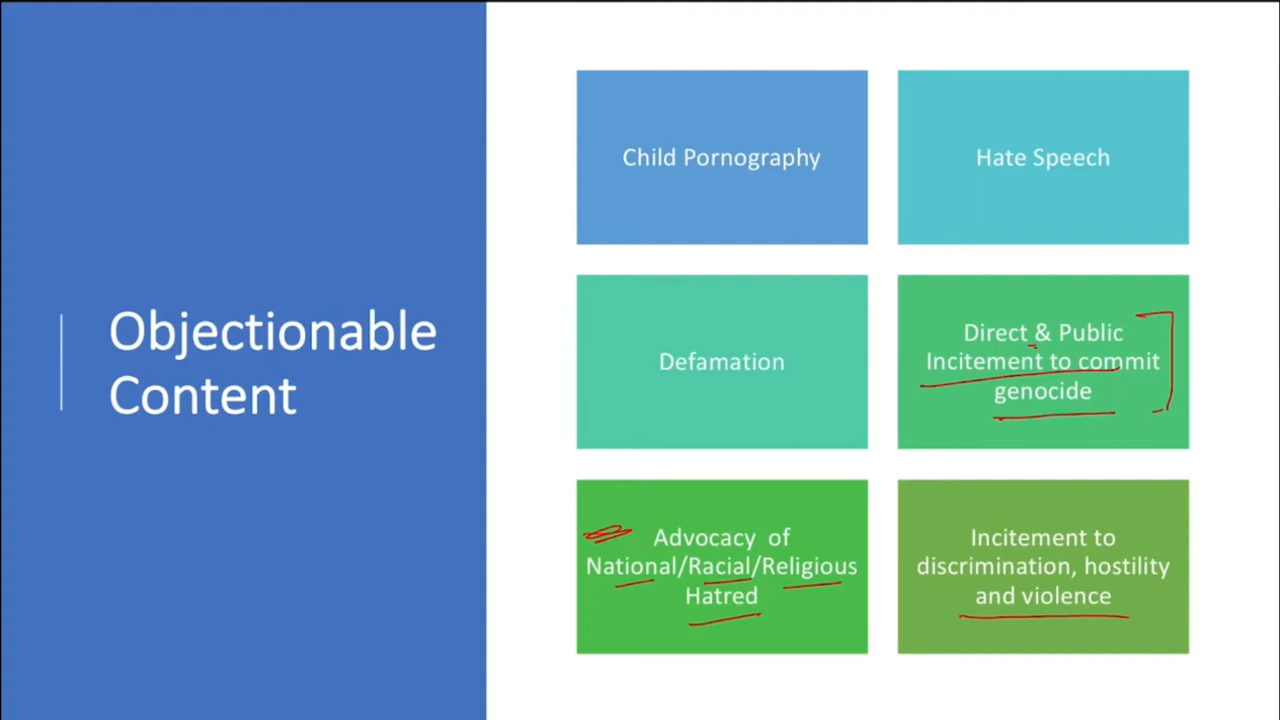 Objectionable
Content
Child Pornography
Hate Speech
Defamation
Direct & Public
Incitement to commit
genocide
Advocacy of
National/Racial/Religious
Hatred
Incitement to
discrimination, hostility
and violence